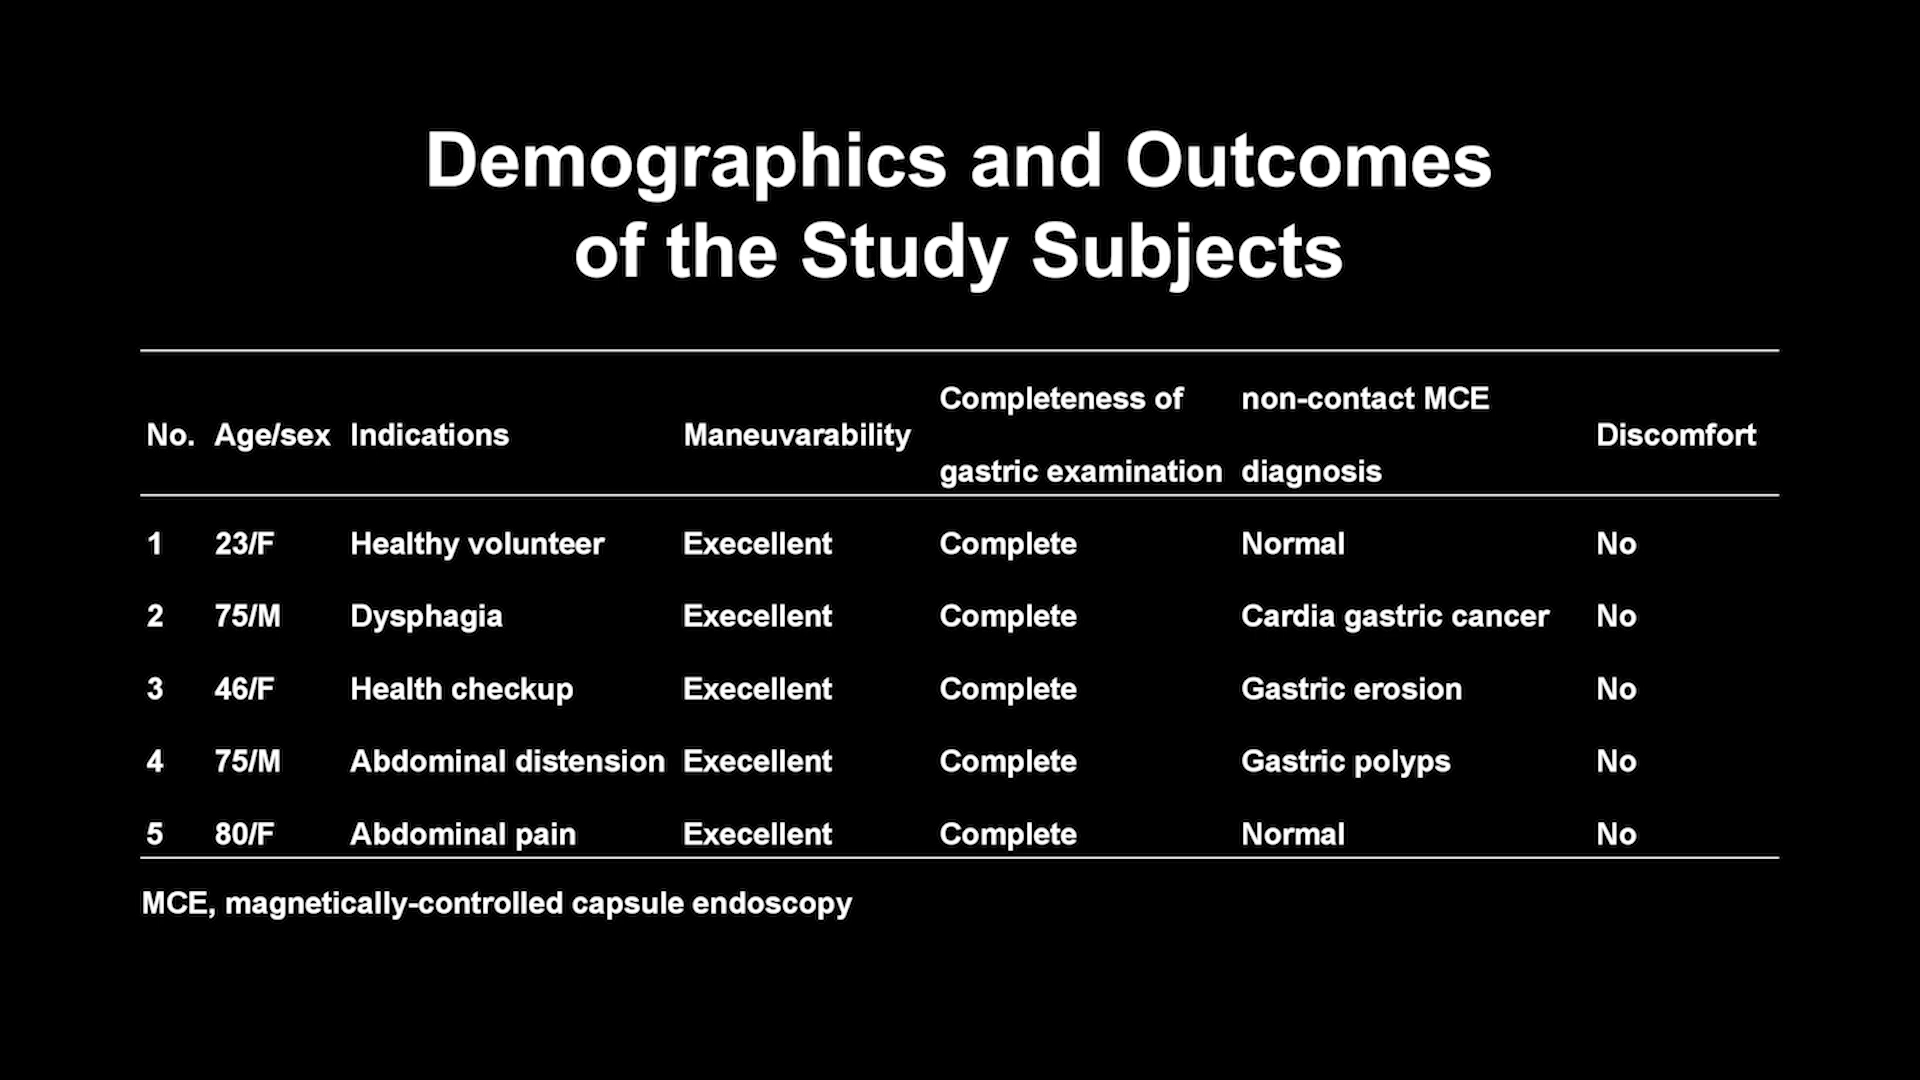 Demographics and Outcomes
of the Study Subjects
No. Age/sex Indications Maneuvarability Completeness of gastric examination non-contact MCE diagnosis Discomfort
1 23/F Healthy volunteer Execellent Complete Normal No
2 75/M Dysphagia Execellent Complete Cardia gastric cancer No
3 46/F Health checkup Execellent Complete Gastric erosion No
4 75/M Abdominal distension Execellent Complete Gastric polyps No
5 80/F Abdominal pain Execellent Complete Normal No
MCE, magnetically-controlled capsule endoscopy